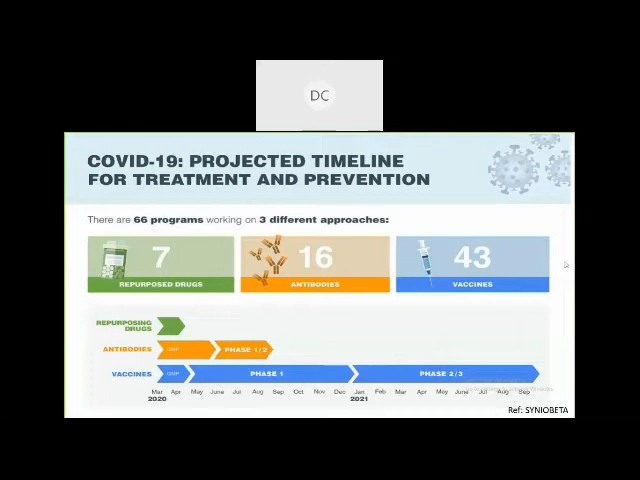 DC
COVID-19: PROJECTED TIMELINE
FOR TREATMENT AND PREVENTION
There are 66 programs working on 3 different approaches:
7
REPURPOSED DRUGS
16
ANTIBODIES
43
VACCINES
REPURPOSING
DRUGS
ANTIBODIES
GMP
PHASE 1/2
VACCINES
GMP
PHASE 1
PHASE 2/3
Mar Apr May June Jul Aug Sep Oct Nov Dec Jan Feb Mar Apr May June Jul Aug Sep
2020 2021
Ref: SYNIOBETA